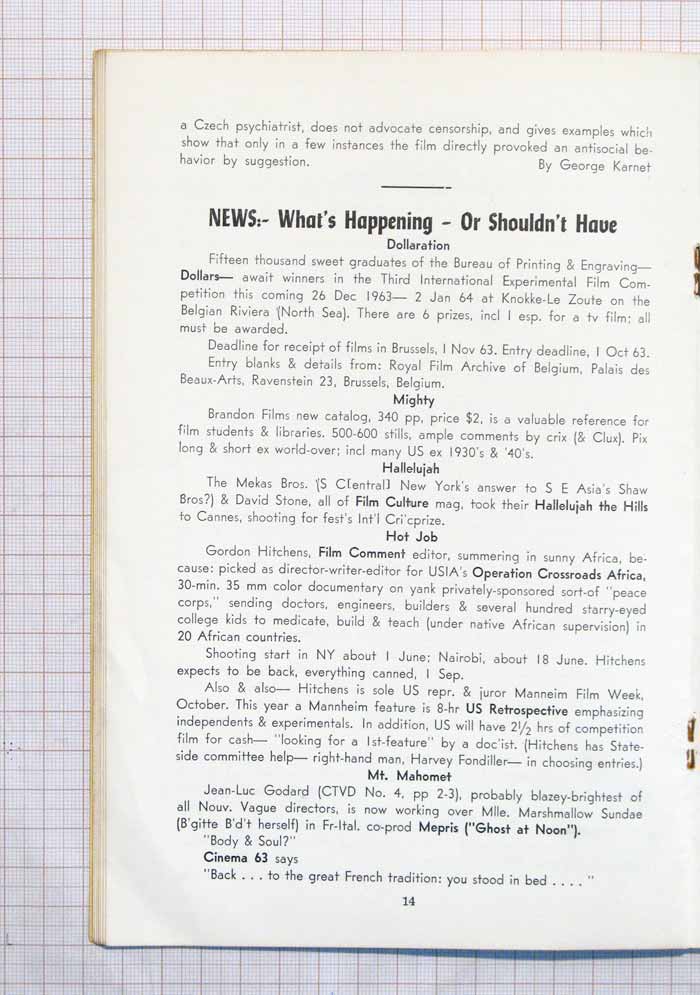 a Czech psychiatrist, does not advocate censorship, and gives examples which
show that only in a few instances the film directly provoked an antisocial be-
havior by suggestion. By George Karnet
NEWS:- What's Happening - Or Shouldn't Have
Dollaration
Fifteen thousand sweet graduates of the Bureau of Printing & Engraving—
Dollars— await winners in the Third International Experimental Film Com-
petition this coming 26 Dec 1963— 2 Jan 64 at Knokke-Le Zoute on the
Belgian Riviera (North Sea). There are 6 prizes, incl 1 esp. for a tv film; all
must be awarded.
Deadline for receipt of films in Brussels, 1 Nov 63. Entry deadline, 1 Oct 63.
Entry blanks & details from: Royal Film Archive of Belgium, Palais des
Beaux-Arts, Ravenstein 23, Brussels, Belgium.
Mighty
Brandon Films new catalog, 340 pp, price $2, is a valuable reference for
film students & libraries. 500-600 stills, ample comments by crix (& Clux). Pix
long & short ex world-over; incl many US ex 1930's & '40's.
Hallelujah
The Mekas Bros. (S C[entral] New York's answer to S E Asia's Shaw
Bros?) & David Stone, all of Film Culture mag, took their Hallelujah the Hills
to Cannes, shooting for fest's Int'l Cri'cprize.
Hot Job
Gordon Hitchens, Film Comment editor, summering in sunny Africa, be-
cause: picked as director-writer-editor for USIA's Operation Crossroads Africa,
30-min. 35 mm color documentary on yank privately-sponsored sort-of "peace
corps," sending doctors, engineers, builders & several hundred starry-eyed
college kids to medicate, build & teach (under native African supervision) in
20 African countries.
Shooting start in NY about 1 June; Nairobi, about 18 June. Hitchens
expects to be back, everything canned, 1 Sep.
Also & also— Hitchens is sole US repr. & juror Manneim Film Week,
October. This year a Mannheim feature is 8-hr US Retrospective emphasizing
independents & experimentals. In addition, US will have 2½ hrs of competition
film for cash— "looking for a 1st-feature" by a doc'ist. (Hitchens has State-
side committee help— right-hand man, Harvey Fondiller— in choosing entries.)
Mt. Mahomet
Jean-Luc Godard (CTVD No. 4, pp 2-3), probably blazey-brightest of
all Nouv. Vague directors, is now working over Mlle. Marshmallow Sundae
(B'gitte B'd't herself) in Fr-Ital. co-prod Mepris ("Ghost at Noon").
"Body & Soul?"
Cinema 63 says
"Back . . . to the great French tradition: you stood in bed . . . . "
14